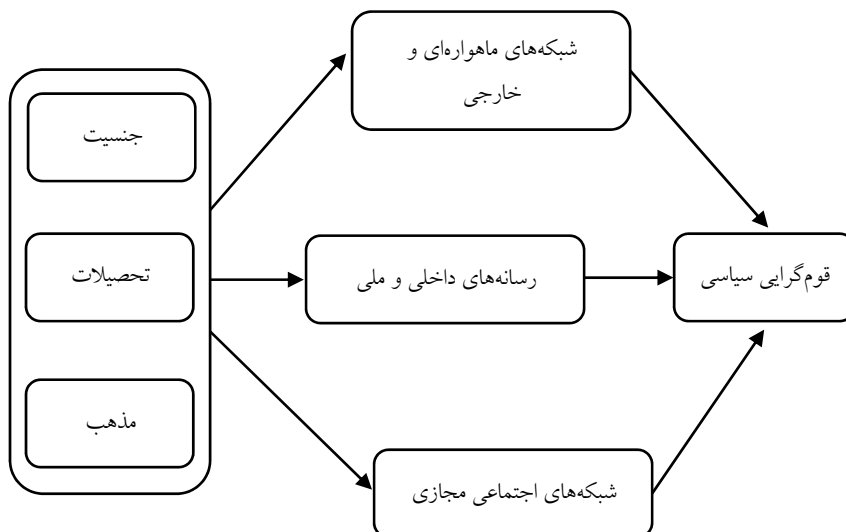 شبکه‌های ماهواره‌ای و
خارجی
جنسیت
تحصیلات
رسانه‌های داخلی و ملی
قوم‌گرایی سیاسی
مذهب
شبکه‌های اجتماعی مجازی